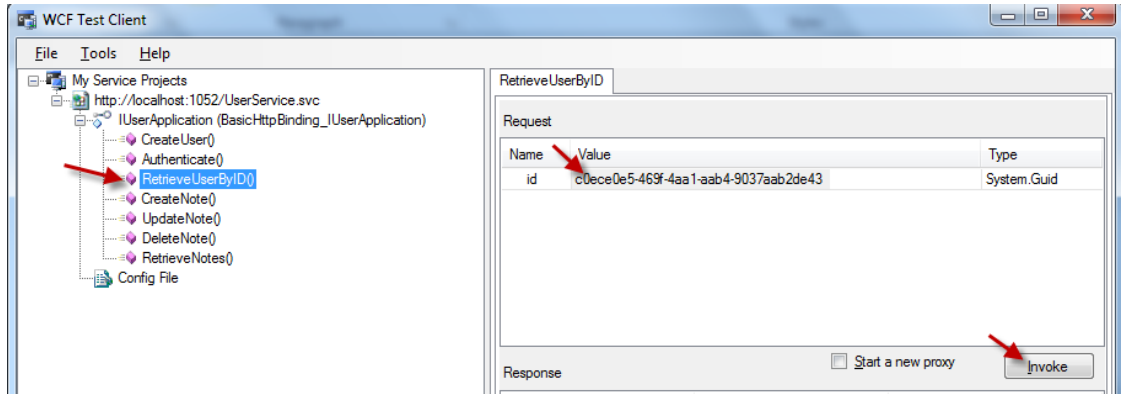 WCF Test Client
File Tools Help
My Service Projects
http://localhost:1052/UserService.svc
IUserApplication (BasicHttpBinding_IUserApplication)
CreateUser()
Authenticate()
RetrieveUserByID()
CreateNote()
UpdateNote()
DeleteNote()
RetrieveNotes()
Config File
RetrieveUserByID
Request
Name Value Type
id c0ece0e5-469f-4aa1-aab4-9037aab2de43 System.Guid
Start a new proxy
Invoke
Response